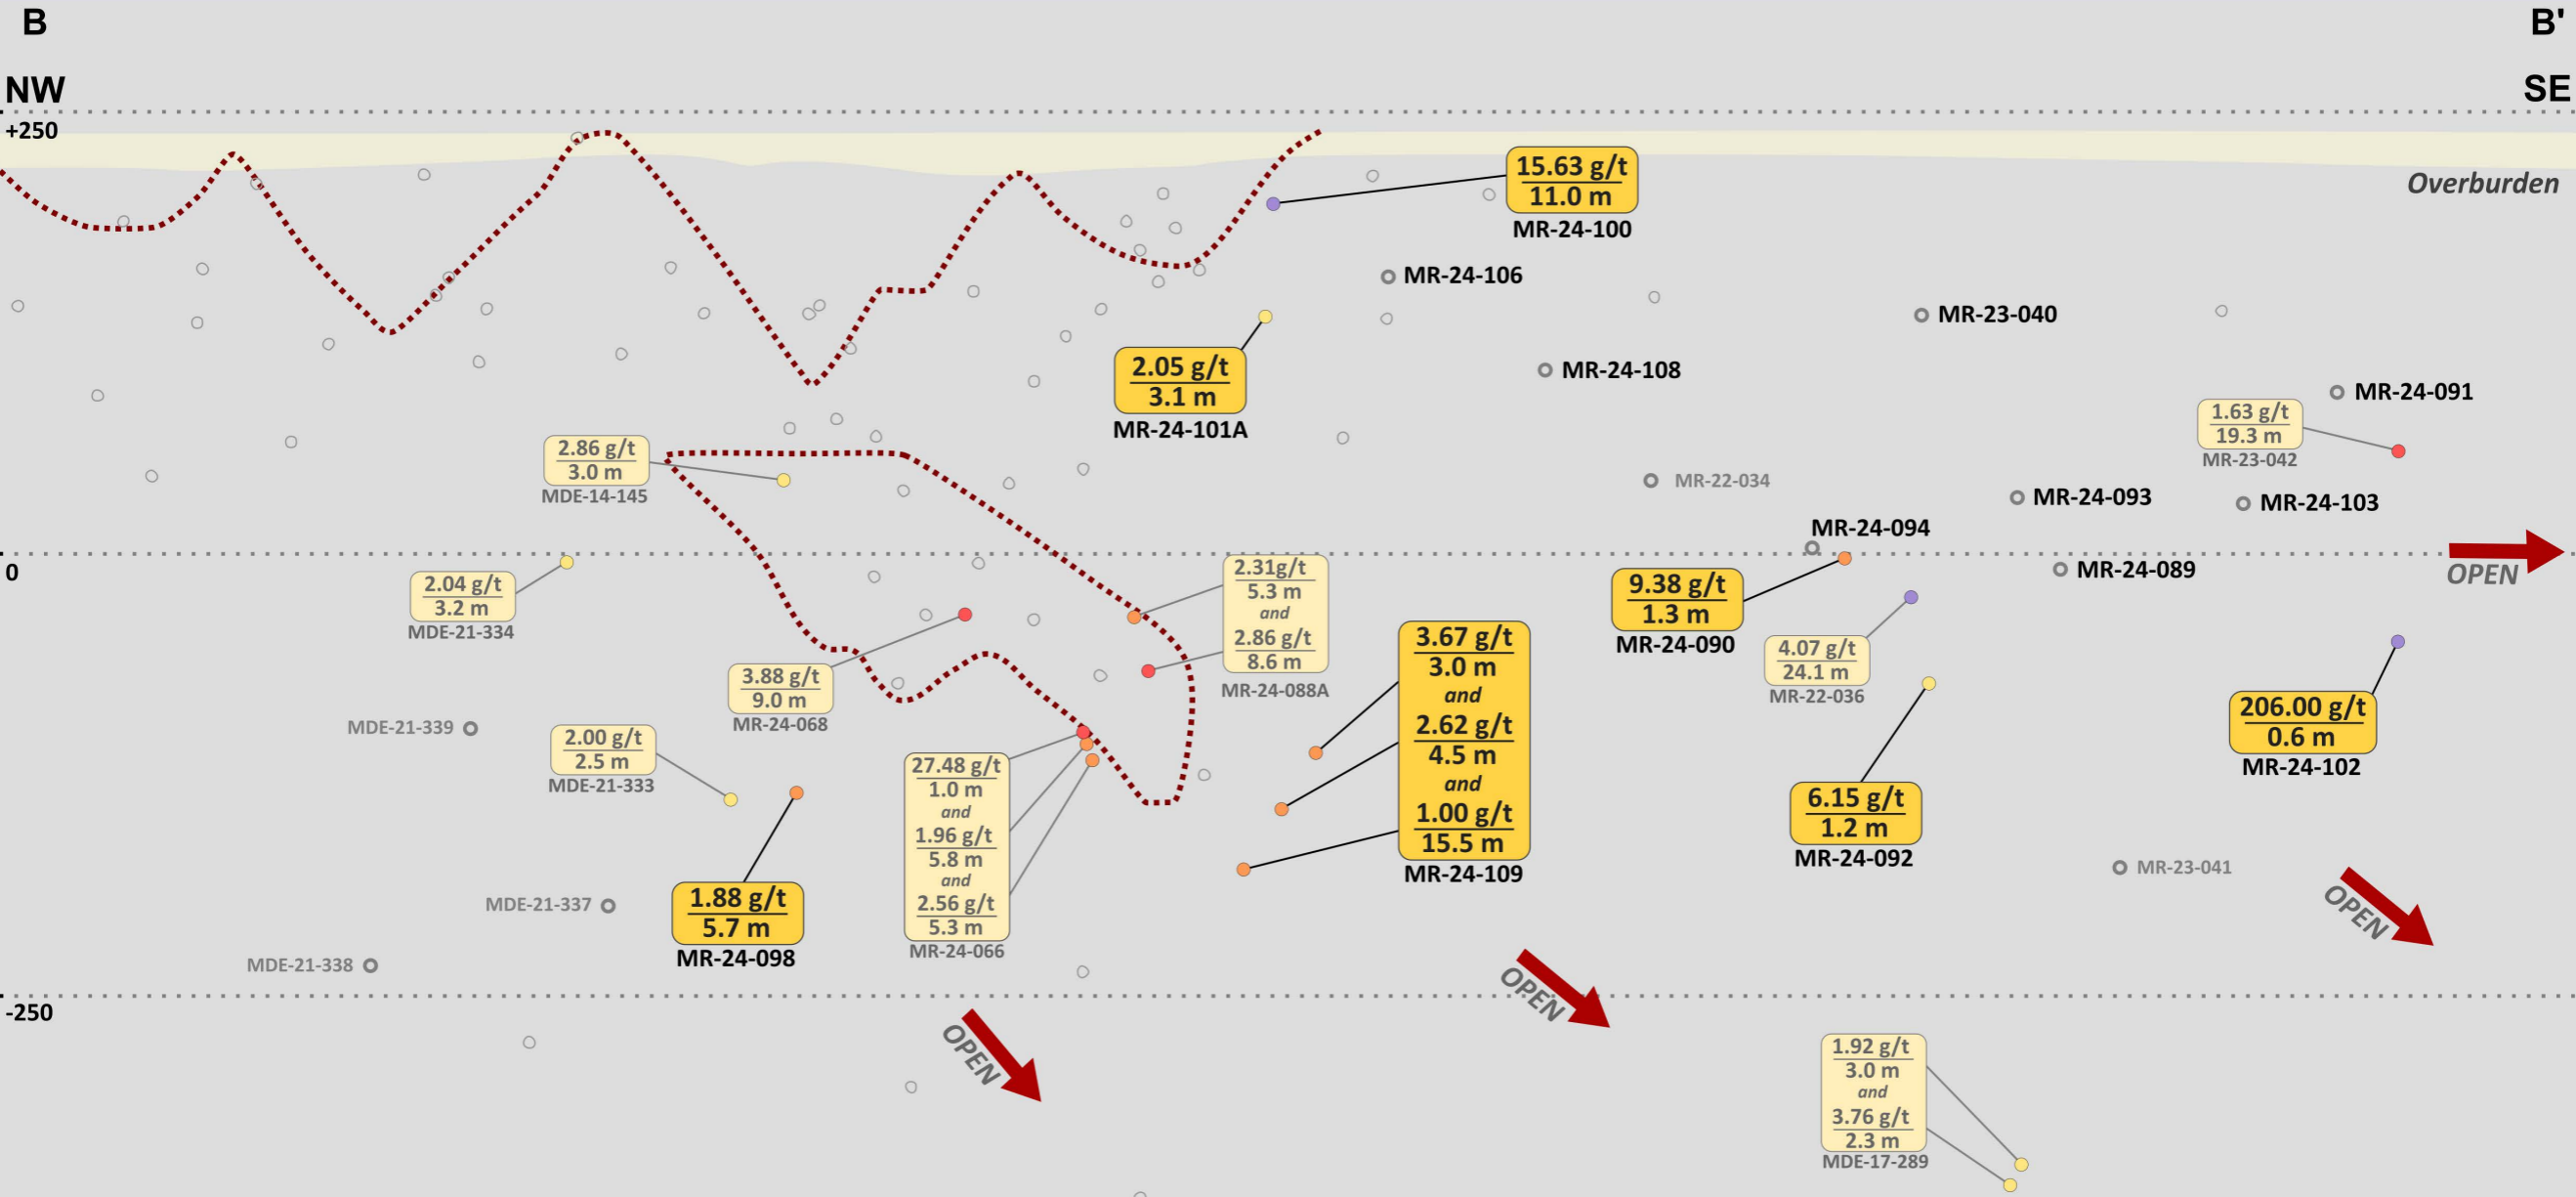 B
B'
NW
SE
+250
Overburden
15.63 g/t
11.0 m
MR-24-100
MR-24-106
MR-23-040
2.05 g/t
3.1 m
MR-24-101A
MR-24-108
MR-24-091
1.63 g/t
19.3 m
MR-23-042
2.86 g/t
3.0 m
MDE-14-145
MR-22-034
MR-24-093
MR-24-103
MR-24-094
0
OPEN
2.04 g/t
3.2 m
MDE-21-334
2.31g/t
5.3 m
and
2.86 g/t
8.6 m
MR-24-088A
9.38 g/t
1.3 m
MR-24-090
MR-24-089
3.88 g/t
9.0 m
MR-24-068
3.67 g/t
3.0 m
and
2.62 g/t
4.5 m
and
1.00 g/t
15.5 m
MR-24-109
4.07 g/t
24.1 m
MR-22-036
206.00 g/t
0.6 m
MR-24-102
MDE-21-339
2.00 g/t
2.5 m
MDE-21-333
27.48 g/t
1.0 m
and
1.96 g/t
5.8 m
and
2.56 g/t
5.3 m
MR-24-066
6.15 g/t
1.2 m
MR-24-092
MR-23-041
MDE-21-337
1.88 g/t
5.7 m
MR-24-098
OPEN
MDE-21-338
OPEN
-250
OPEN
1.92 g/t
3.0 m
and
3.76 g/t
2.3 m
MDE-17-289